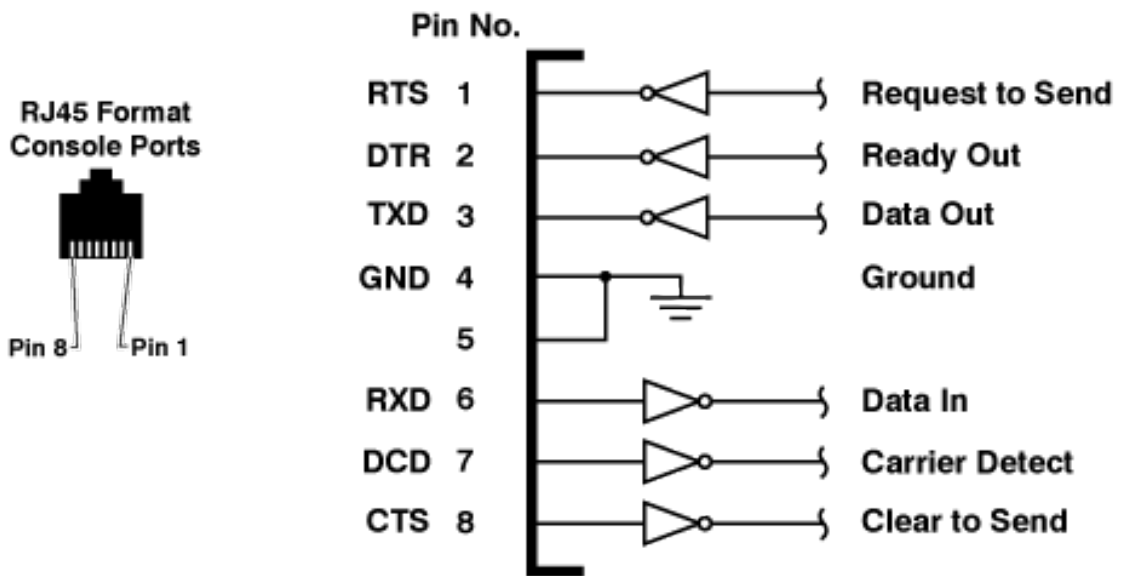 Pin No.
RJ45 Format
Console Ports
Pin 8
Pin 1
RTS 1 Request to Send
DTR 2 Ready Out
TXD 3 Data Out
GND 4 Ground
5
RXD 6 Data In
DCD 7 Carrier Detect
CTS 8 Clear to Send